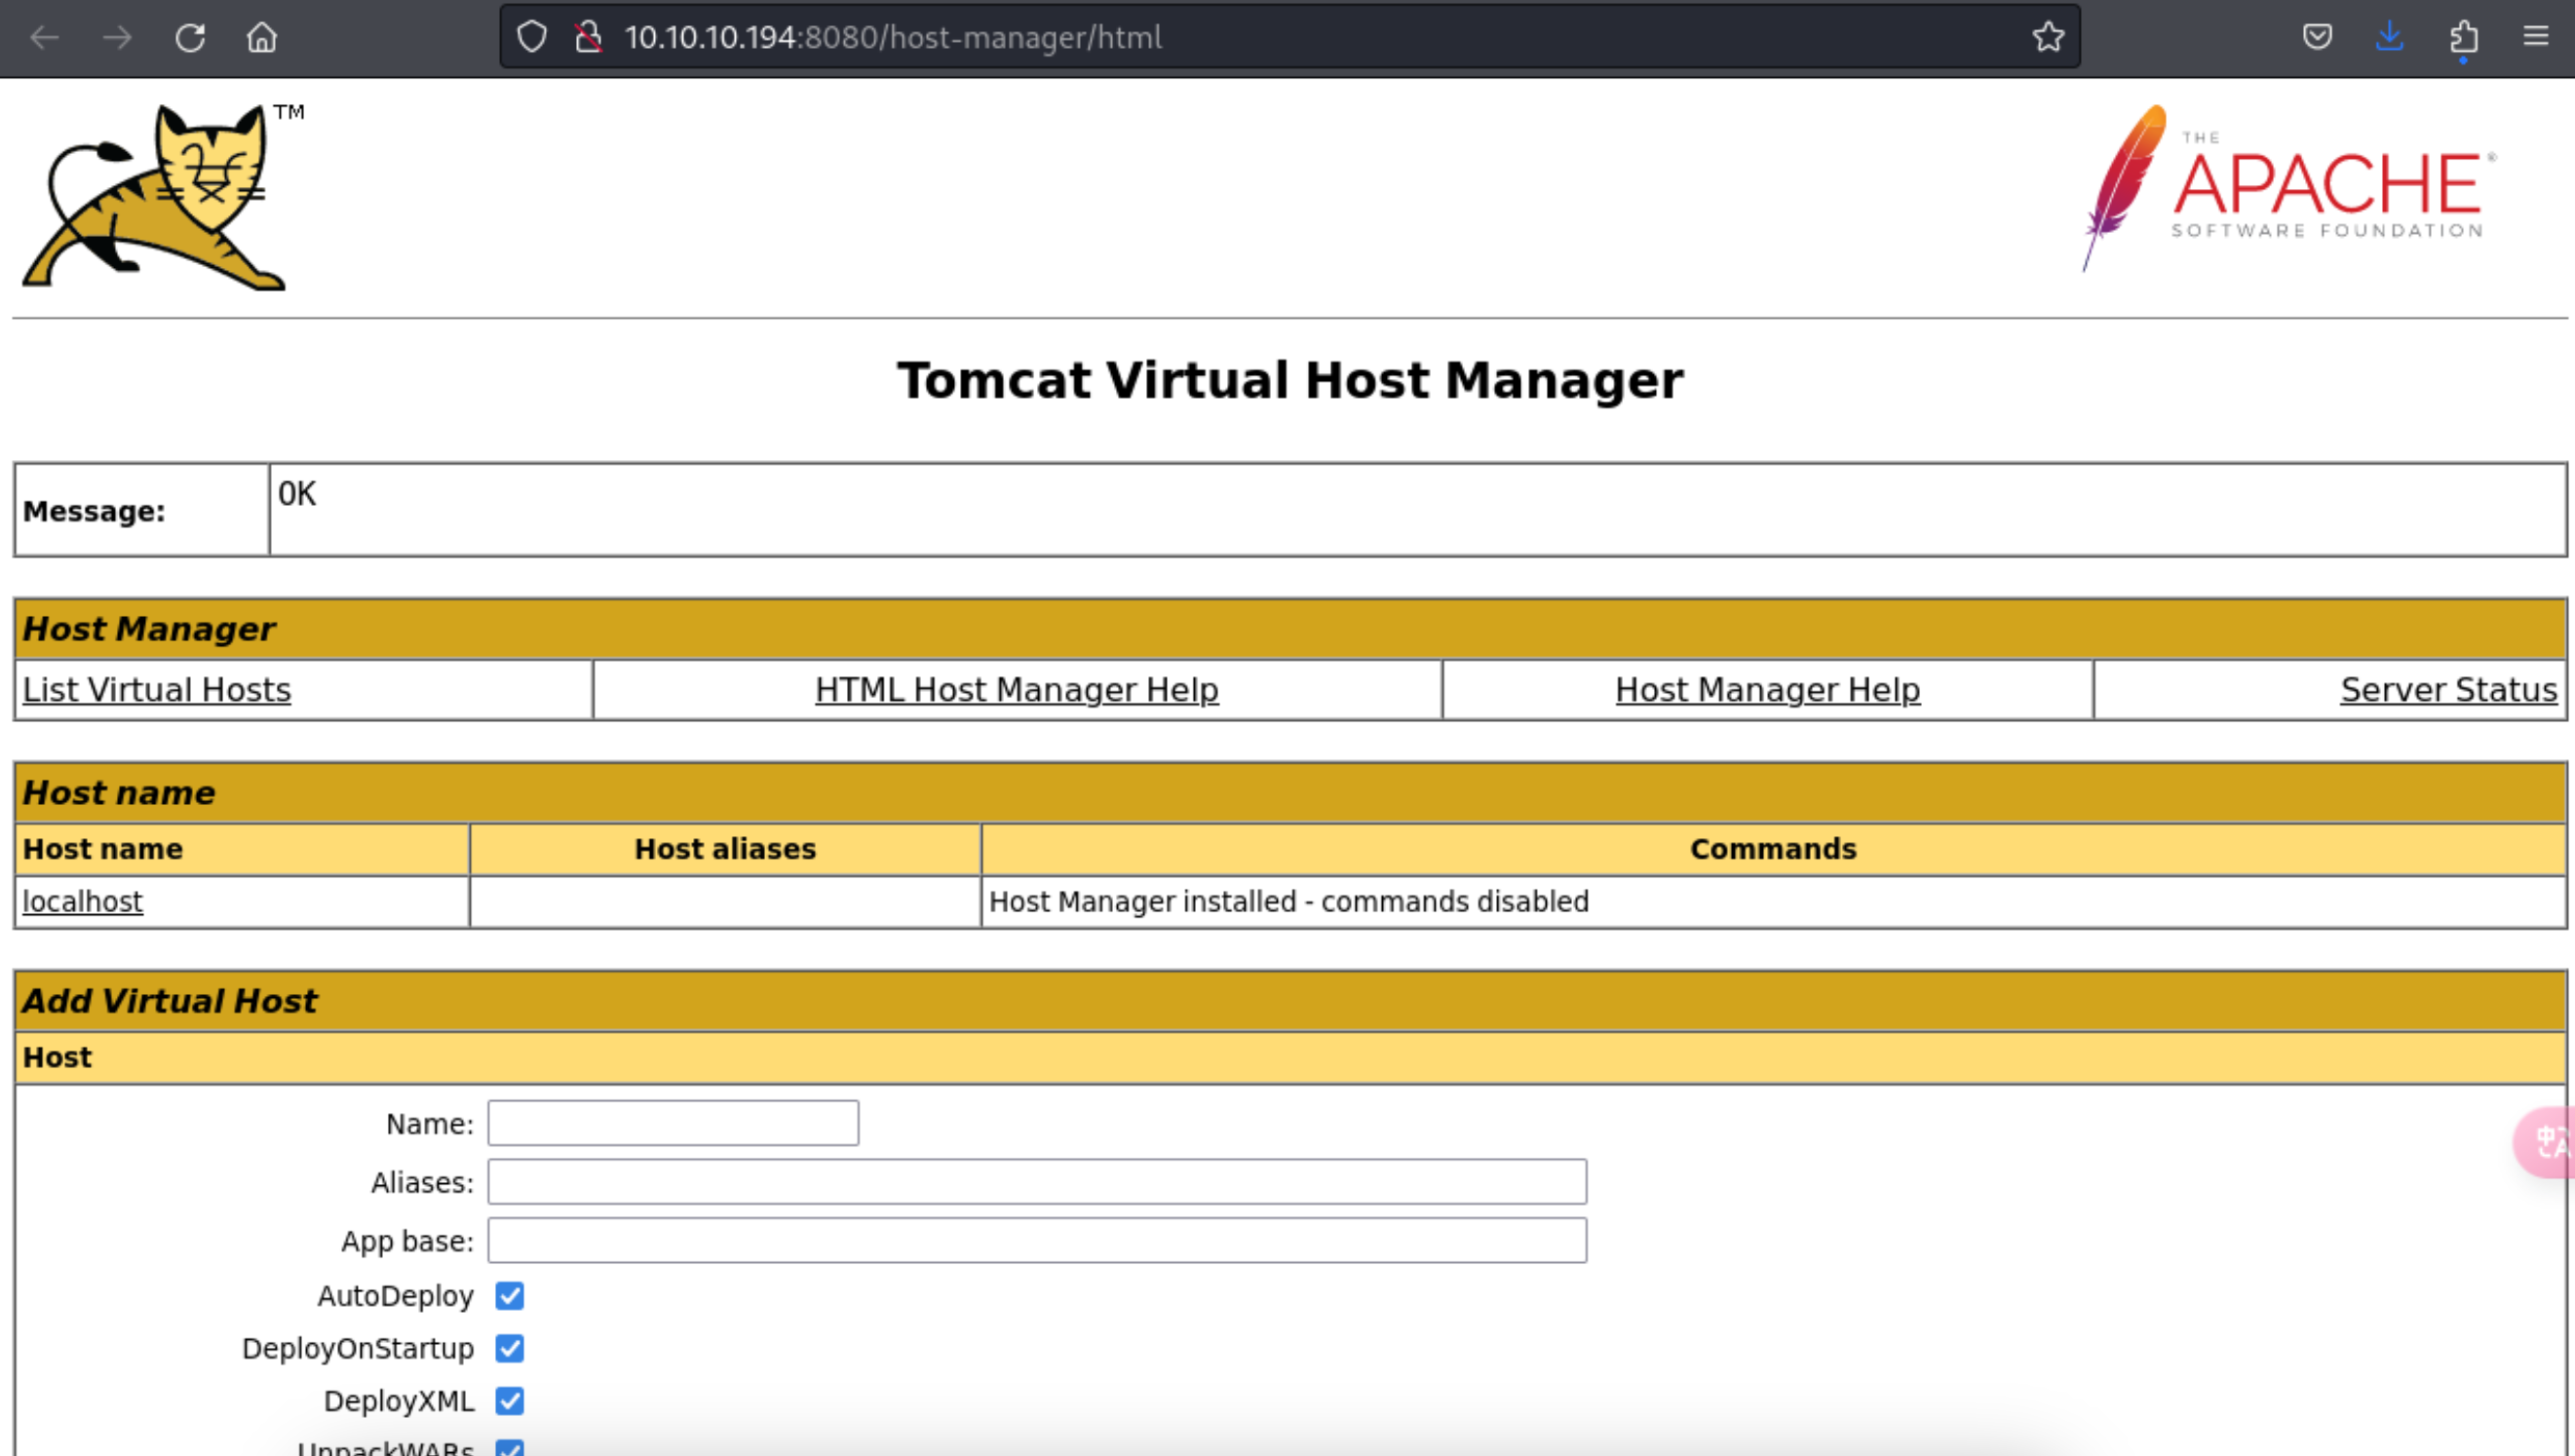 10.10.10.194:8080/host-manager/html
TM
THE
APACHE®
SOFTWARE FOUNDATION
Tomcat Virtual Host Manager
Message: OK
Host Manager
List Virtual Hosts HTML Host Manager Help Host Manager Help Server Status
Host name
Host name Host aliases Commands
localhost Host Manager installed - commands disabled
Add Virtual Host
Host
Name:
中A
Aliases:
App base:
AutoDeploy
DeployOnStartup
DeployXML
UnpackWARs